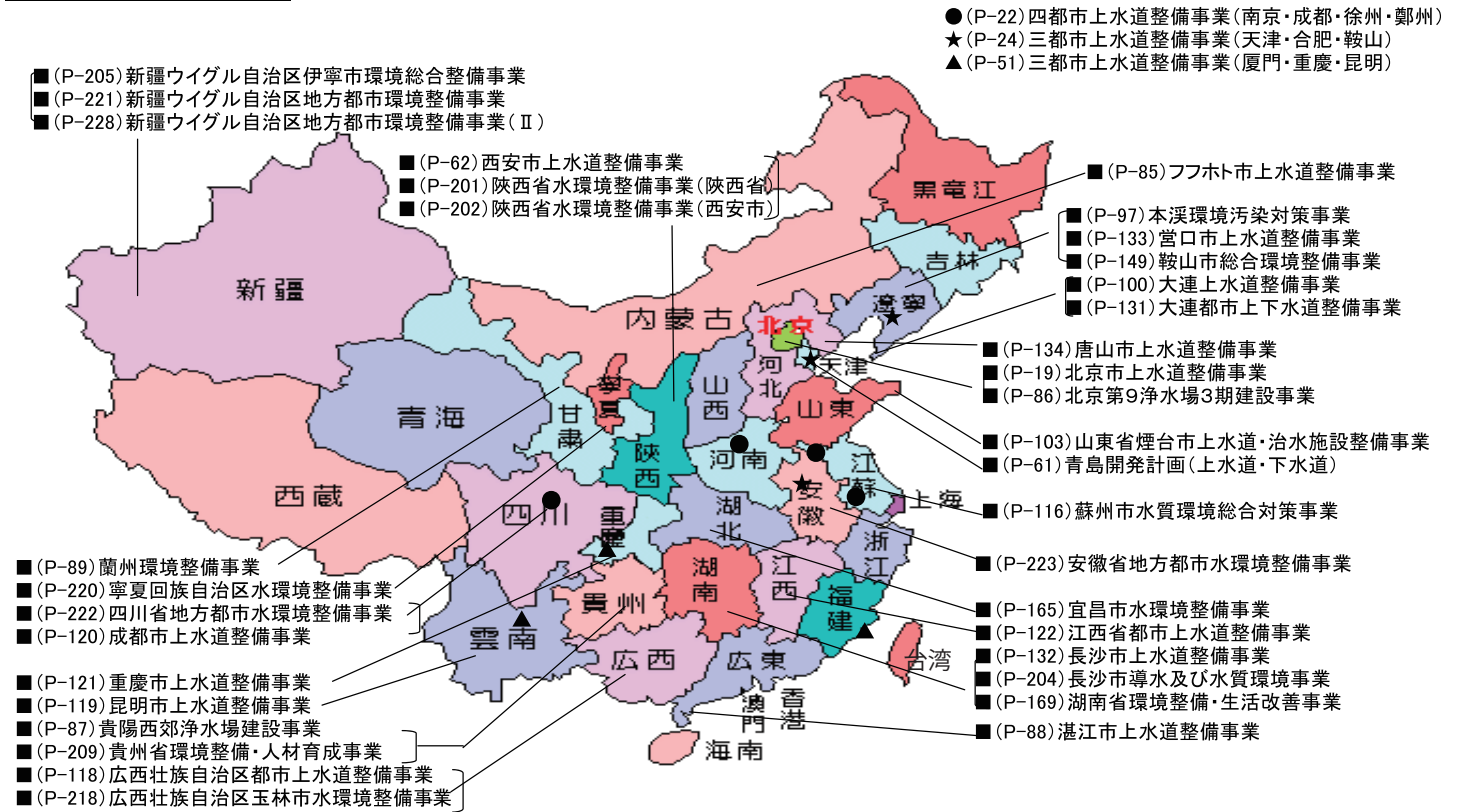 ●(P-22)四都市上水道整備事業(南京・成都・徐州・鄭州)
★(P-24)三都市上水道整備事業(天津・合肥・鞍山)
▲(P-51)三都市上水道整備事業(厦門・重慶・昆明)
■(P-205)新疆ウイグル自治区伊寧市環境総合整備事業
■(P-221)新疆ウイグル自治区地方都市環境整備事業
■(P-228)新疆ウイグル自治区地方都市環境整備事業(Ⅱ)
■(P-62)西安市上水道整備事業
■(P-201)陝西省水環境整備事業(陝西省)
■(P-202)陝西省水環境整備事業(西安市)
■(P-85)フフホト市上水道整備事業
■(P-97)本渓環境汚染対策事業
■(P-133)営口市上水道整備事業
■(P-149)鞍山市総合環境整備事業
■(P-100)大連上水道整備事業
■(P-131)大連都市上下水道整備事業
■(P-134)唐山市上水道整備事業
■(P-19)北京市上水道整備事業
■(P-86)北京第9浄水場3期建設事業
■(P-103)山東省煙台市上水道・治水施設整備事業
■(P-61)青島開発計画(上水道・下水道)
■(P-116)蘇州市水質環境総合対策事業
■(P-223)安徽省地方都市水環境整備事業
■(P-165)宜昌市水環境整備事業
■(P-122)江西省都市上水道整備事業
■(P-132)長沙市上水道整備事業
■(P-204)長沙市導水及び水質環境事業
■(P-169)湖南省環境整備・生活改善事業
■(P-88)湛江市上水道整備事業
■(P-89)蘭州環境整備事業
■(P-220)寧夏回族自治区水環境整備事業
■(P-222)四川省地方都市水環境整備事業
■(P-120)成都市上水道整備事業
■(P-121)重慶市上水道整備事業
■(P-119)昆明市上水道整備事業
■(P-87)貴陽西郊浄水場建設事業
■(P-209)貴州省環境整備・人材育成事業
■(P-118)広西壮族自治区都市上水道整備事業
■(P-218)広西壮族自治区玉林市水環境整備事業
黒竜江
吉林
遼寧
新疆
内蒙古
北京
天津
河北
山西
山東
寧夏
甘粛
青海
陝西
河南
江蘇
西蔵
四川
重慶
湖北
安徽
上海
浙江
湖南
江西
福建
貴州
雲南
広西
広東
台湾
香港
澳門
海南